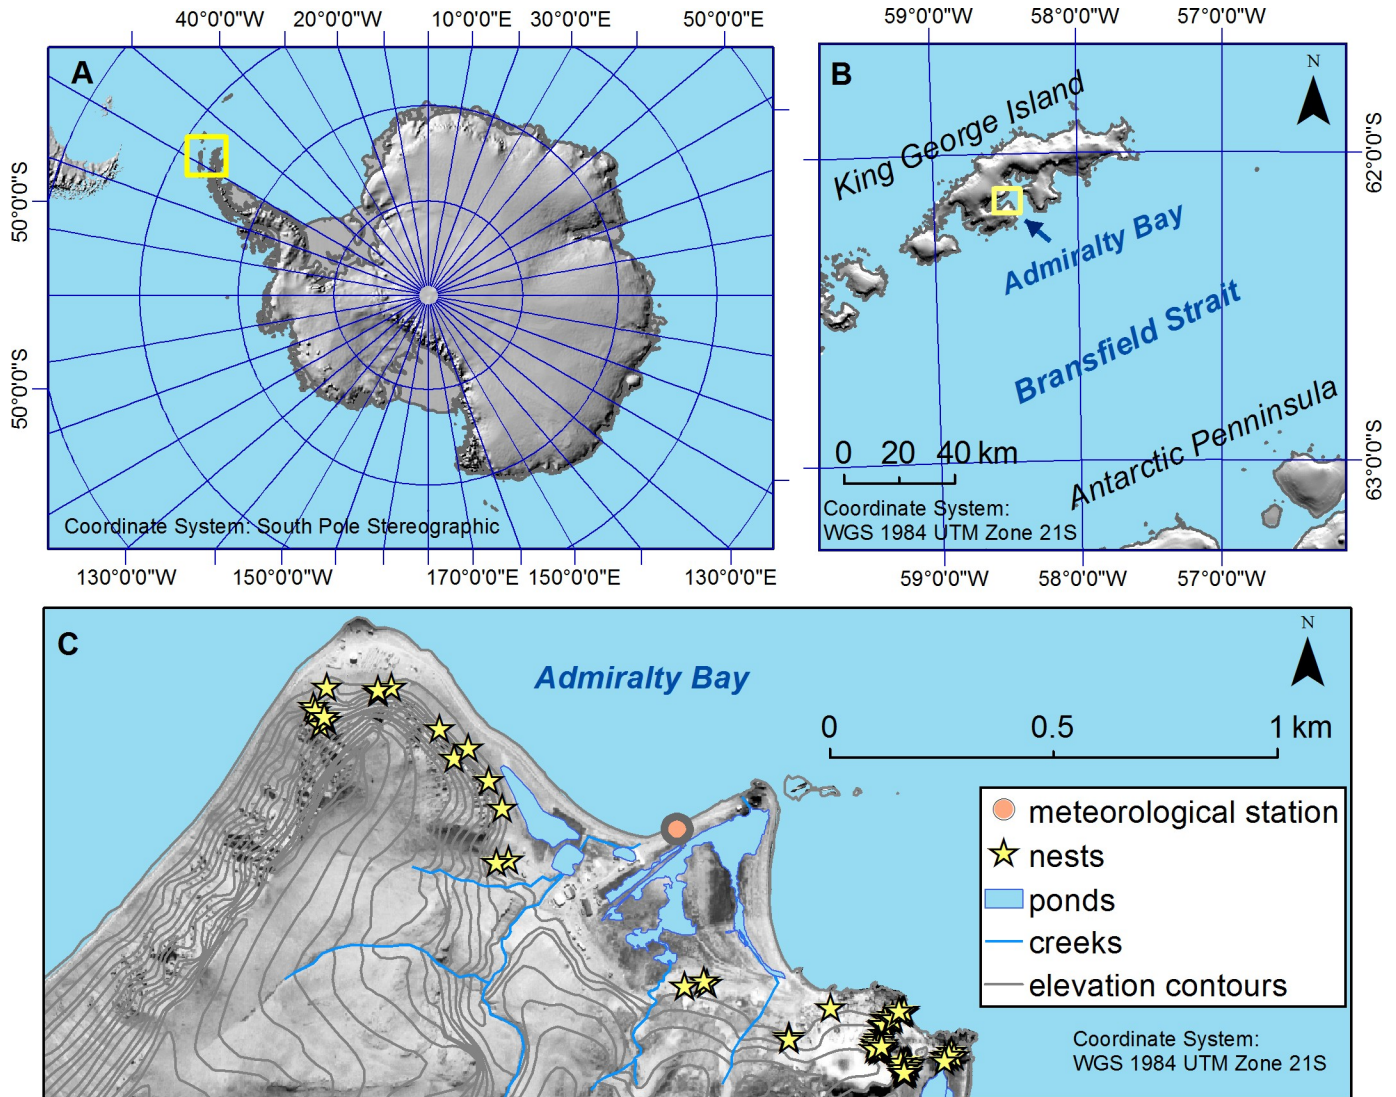 40°0'0"W 20°0'0"W 10°0'0"E 30°0'0"E 50°0'0"E
59°0'0"W 58°0'0"W 57°0'0"W
A
B
N
King George Island
62°0'0"S
50°0'0"S
Admiralty Bay
Bransfield Strait
50°0'0"S
Antarctic Penninsula
63°0'0"S
0 20 40 km
Coordinate System: South Pole Stereographic
Coordinate System:
WGS 1984 UTM Zone 21S
130°0'0"W 150°0'0"W 170°0'0"E 150°0'0"E 130°0'0"E
59°0'0"W 58°0'0"W 57°0'0"W
C
N
Admiralty Bay
0 0.5 1 km
meteorological station
nests
ponds
creeks
elevation contours
Coordinate System:
WGS 1984 UTM Zone 21S